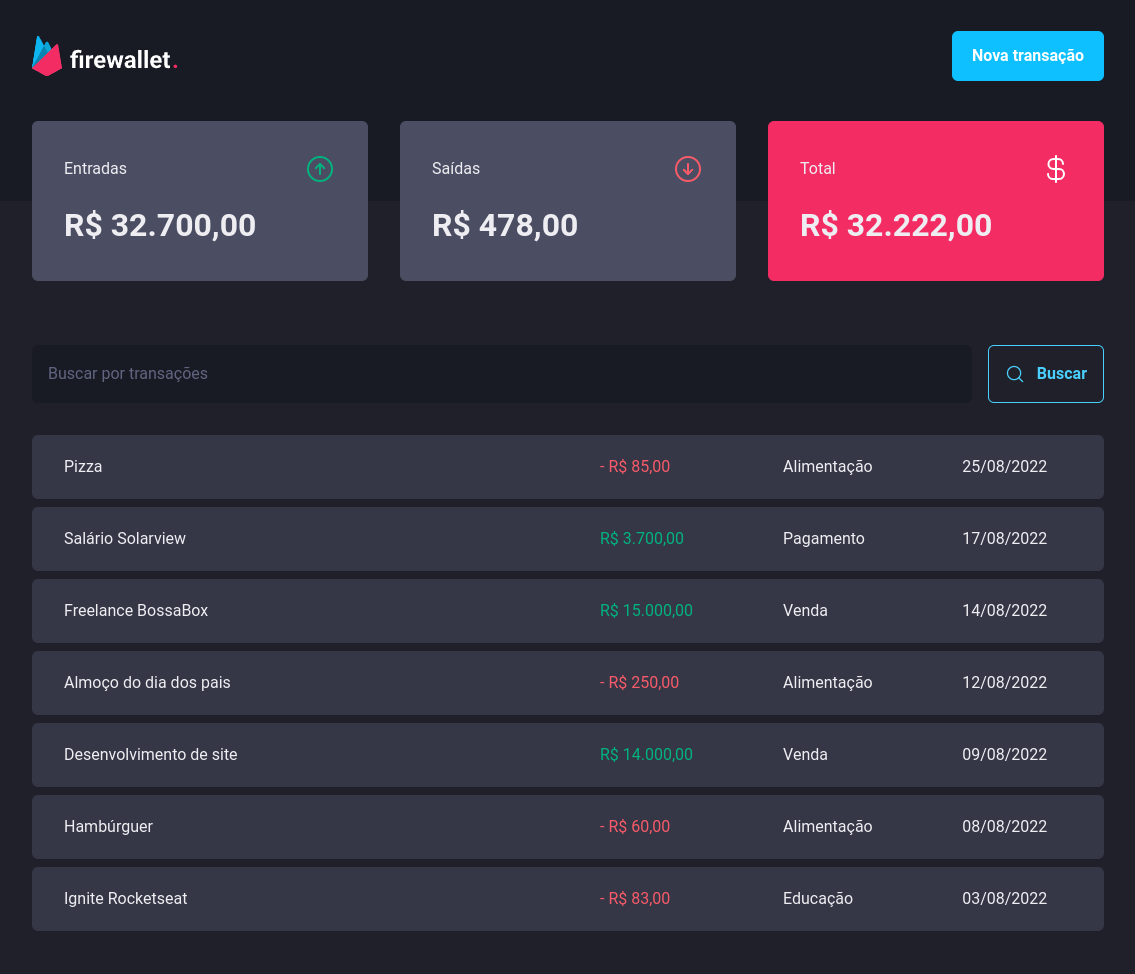 firewallet.
Nova transação
Entradas
R$ 32.700,00
Saídas
R$ 478,00
Total
$
R$ 32.222,00
Buscar por transações
Buscar
Pizza - R$ 85,00 Alimentação 25/08/2022
Salário Solarview R$ 3.700,00 Pagamento 17/08/2022
Freelance BossaBox R$ 15.000,00 Venda 14/08/2022
Almoço do dia dos pais - R$ 250,00 Alimentação 12/08/2022
Desenvolvimento de site R$ 14.000,00 Venda 09/08/2022
Hambúrguer - R$ 60,00 Alimentação 08/08/2022
Ignite Rocketseat - R$ 83,00 Educação 03/08/2022